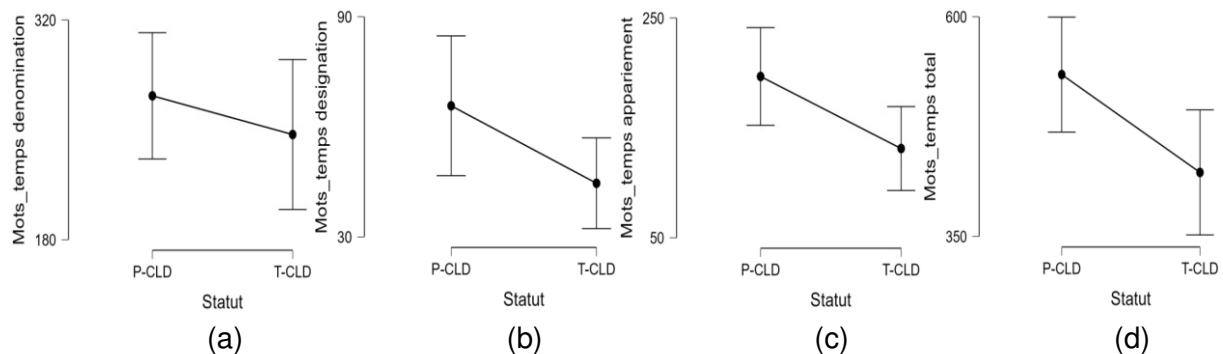 Mots_temps denomination
320
180
P-CLD T-CLD
Statut
(a)
Mots_temps designation
90
30
P-CLD T-CLD
Statut
(b)
Mots_temps appariement
250
50
P-CLD T-CLD
Statut
(c)
Mots_temps total
600
350
P-CLD T-CLD
Statut
(d)